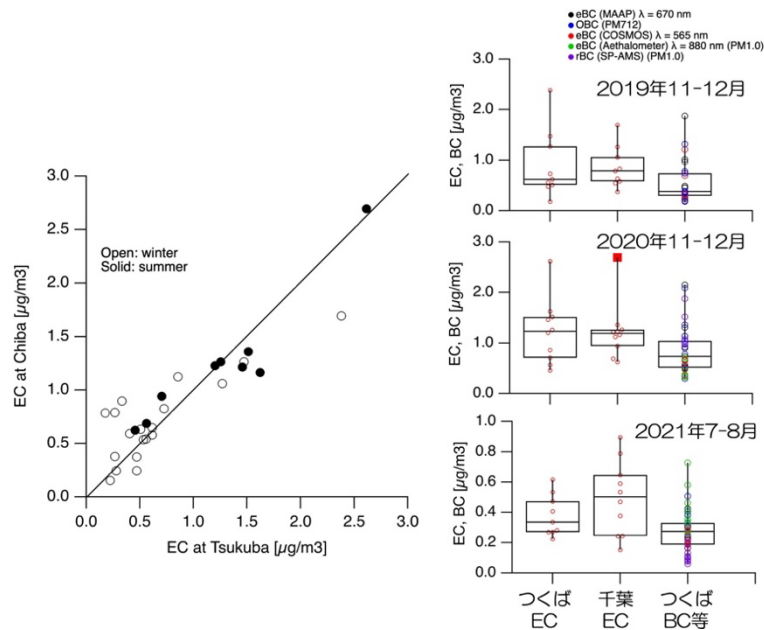 eBC (MAAP) λ = 670 nm
OBC (PM712)
eBC (COSMOS) λ = 565 nm
eBC (Aethalometer) λ = 880 nm (PM1.0)
rBC (SP-AMS) (PM1.0)
3.0
2.5
2.0
1.5
1.0
0.5
0.0
EC at Chiba [µg/m3]
Open: winter
Solid: summer
0.0 0.5 1.0 1.5 2.0 2.5 3.0
EC at Tsukuba [µg/m3]
2019年11-12月
3.0
2.0
1.0
0.0
EC, BC [µg/m3]
2020年11-12月
3.0
2.0
1.0
0.0
EC, BC [µg/m3]
2021年7-8月
1.0
0.8
0.6
0.4
0.2
0.0
EC, BC [µg/m3]
つくば 千葉 つくば
EC EC BC等